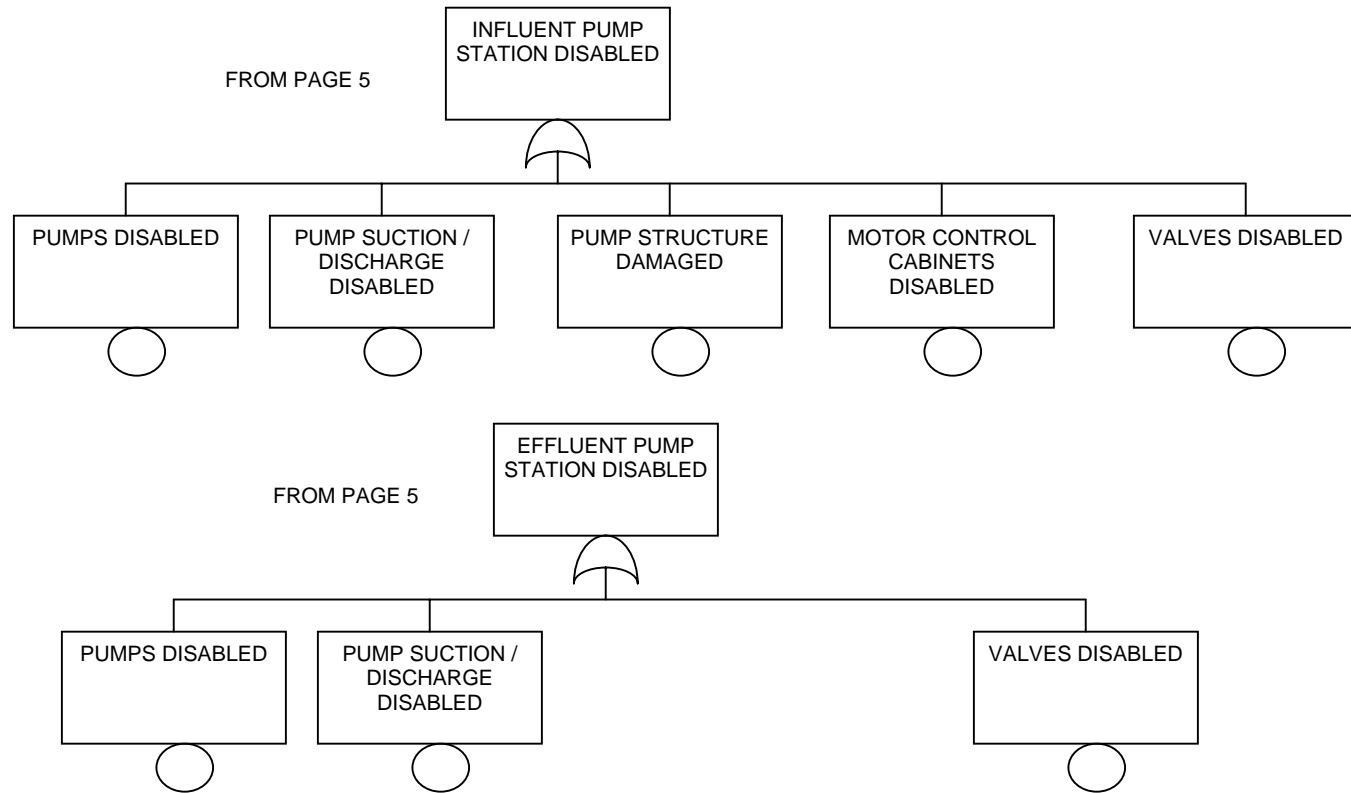 INFLUENT PUMP
STATION DISABLED
FROM PAGE 5
PUMPS DISABLED
PUMP SUCTION /
DISCHARGE
DISABLED
PUMP STRUCTURE
DAMAGED
MOTOR CONTROL
CABINETS
DISABLED
VALVES DISABLED
EFFLUENT PUMP
STATION DISABLED
FROM PAGE 5
PUMPS DISABLED
PUMP SUCTION /
DISCHARGE
DISABLED
VALVES DISABLED